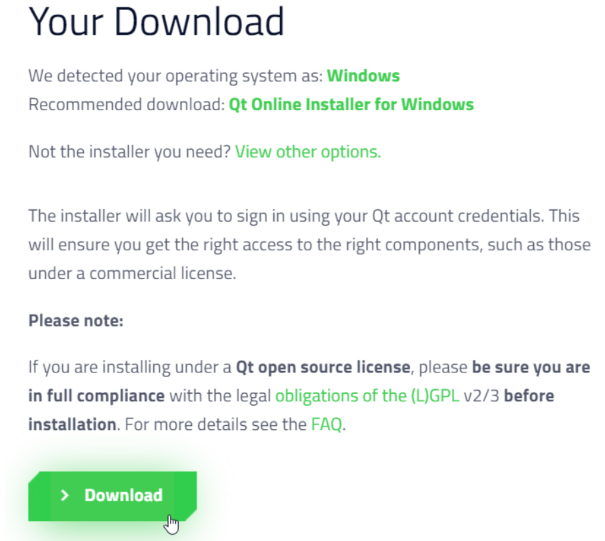 Your Download
We detected your operating system as: Windows
Recommended download: Qt Online Installer for Windows
Not the installer you need? View other options.
The installer will ask you to sign in using your Qt account credentials. This
will ensure you get the right access to the right components, such as those
under a commercial license.
Please note:
If you are installing under a Qt open source license, please be sure you are
in full compliance with the legal obligations of the (L)GPL v2/3 before
installation. For more details see the FAQ.
Download